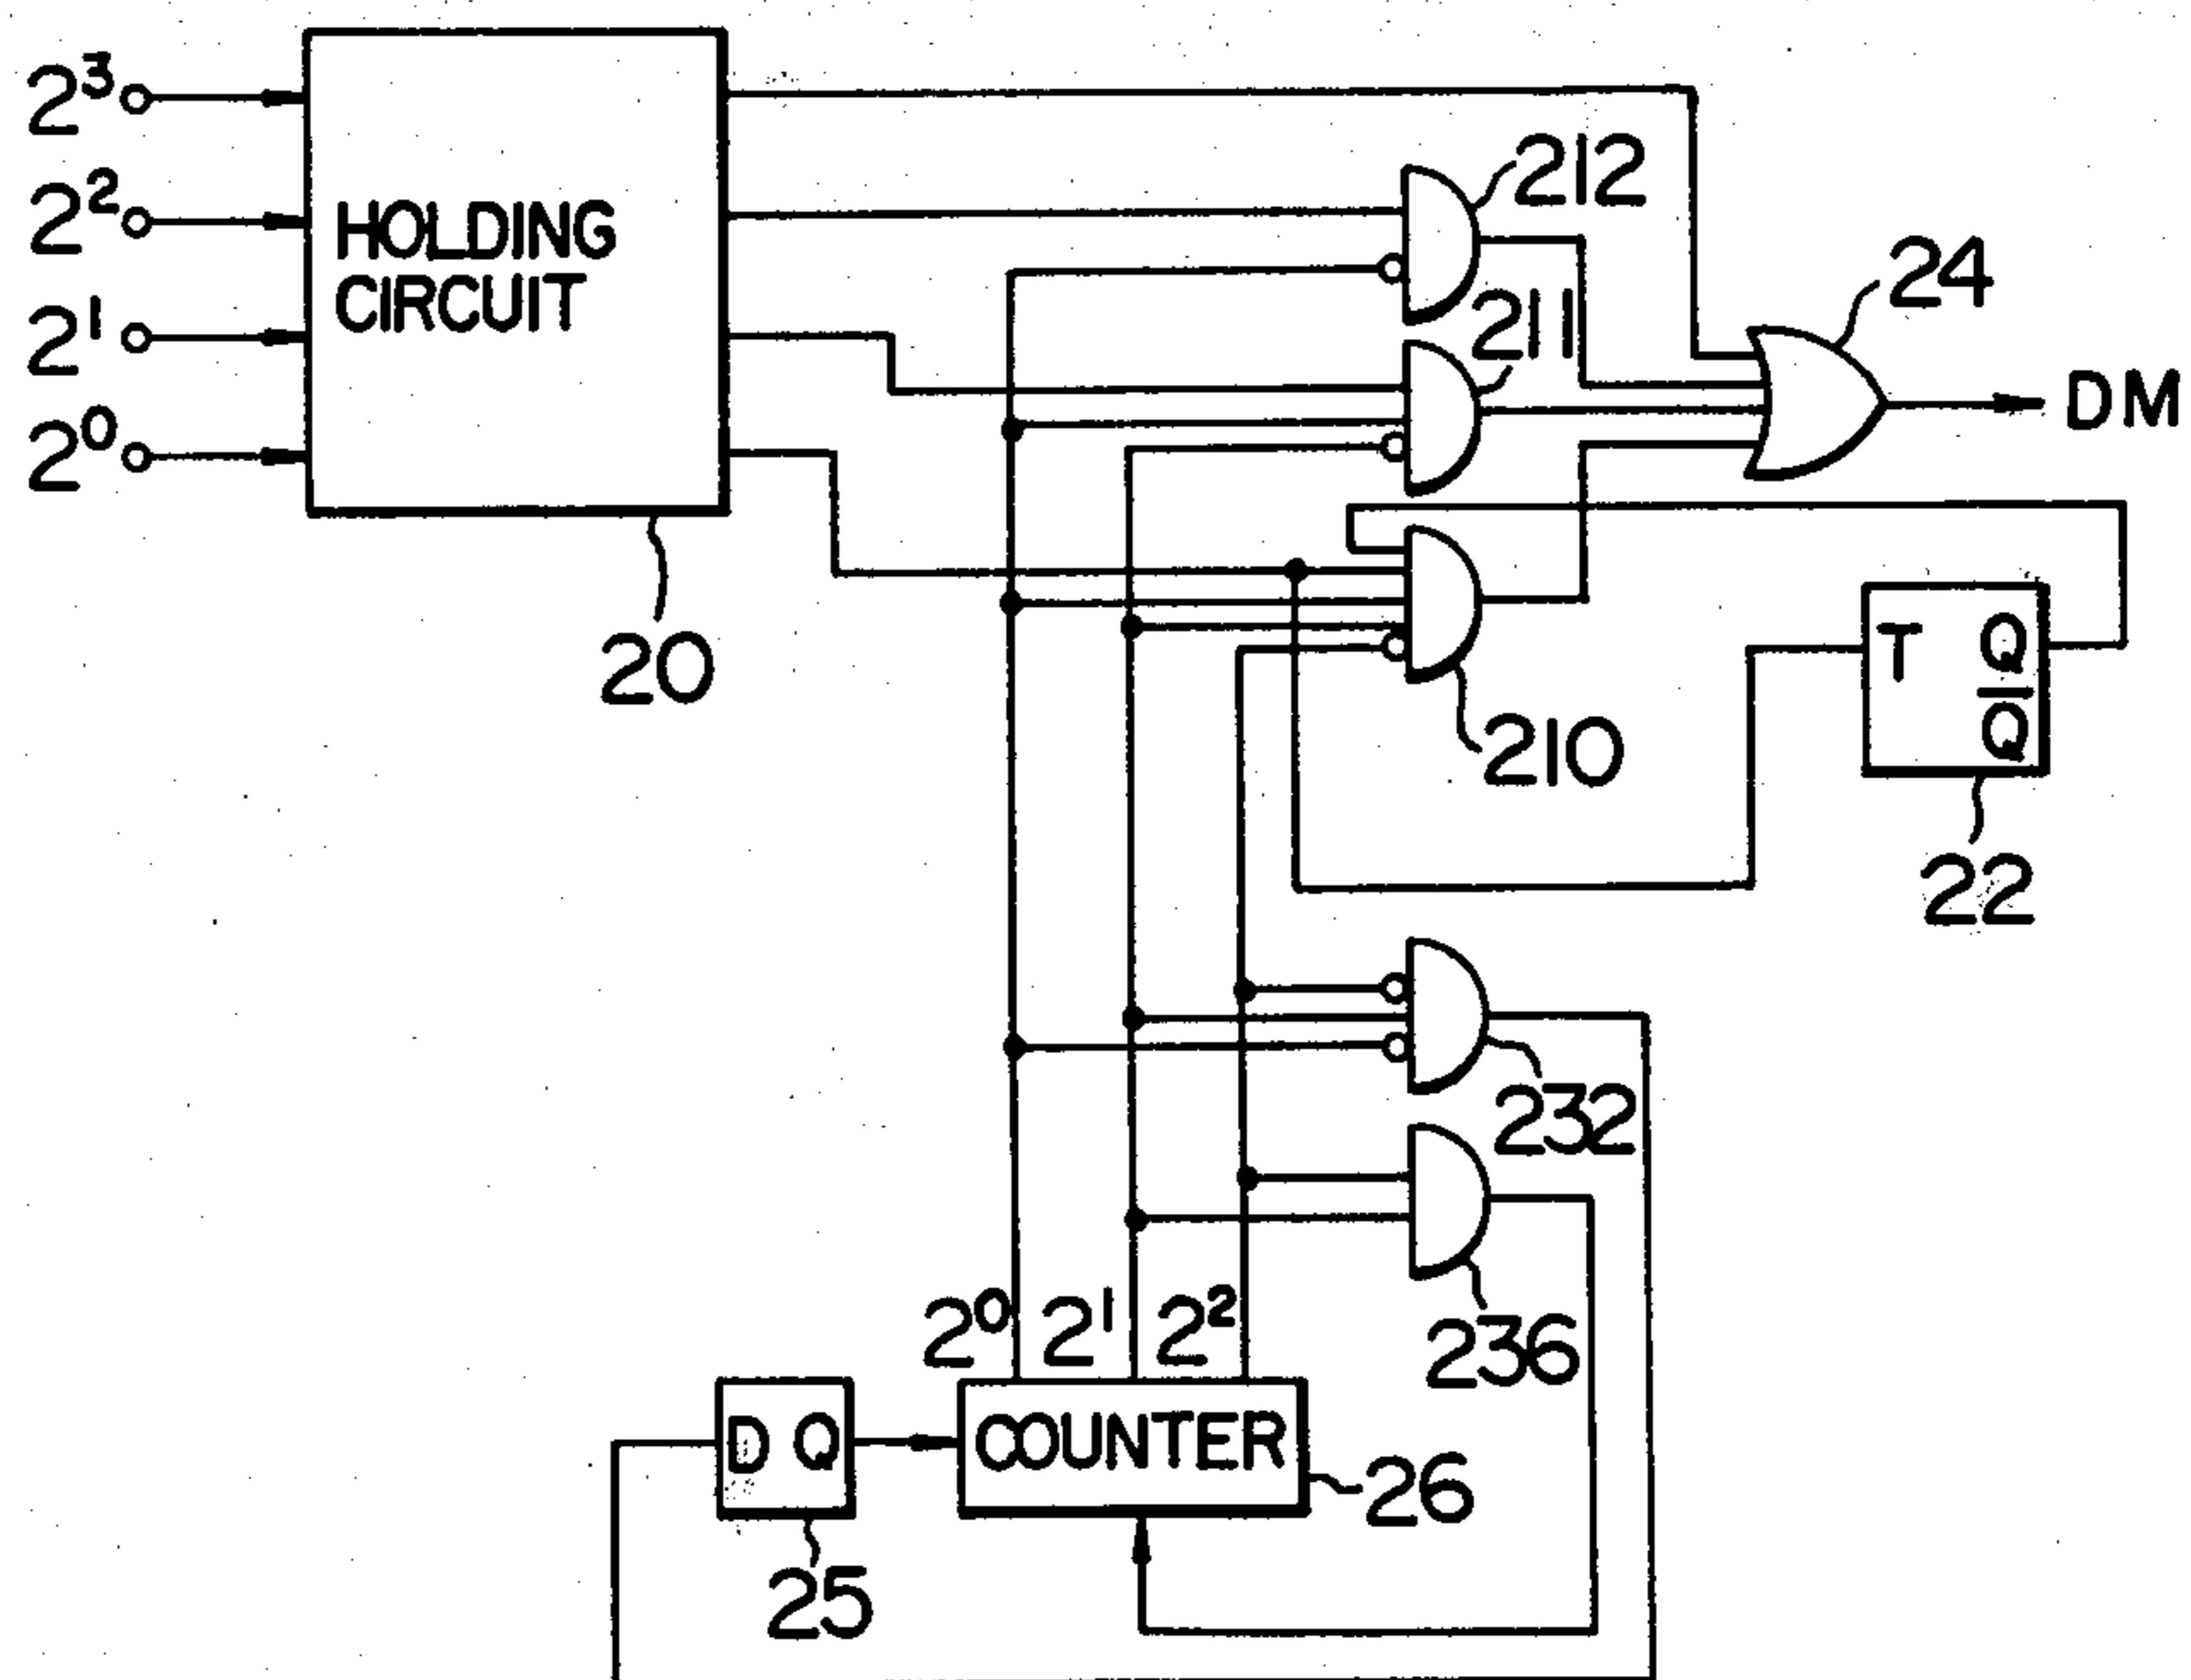 2³
2²
2¹
2⁰
HOLDING
CIRCUIT
20
212
211
24
DM
210
T Q
Q̅
22
232
236
2⁰ 2¹ 2²
D Q
COUNTER
26
25